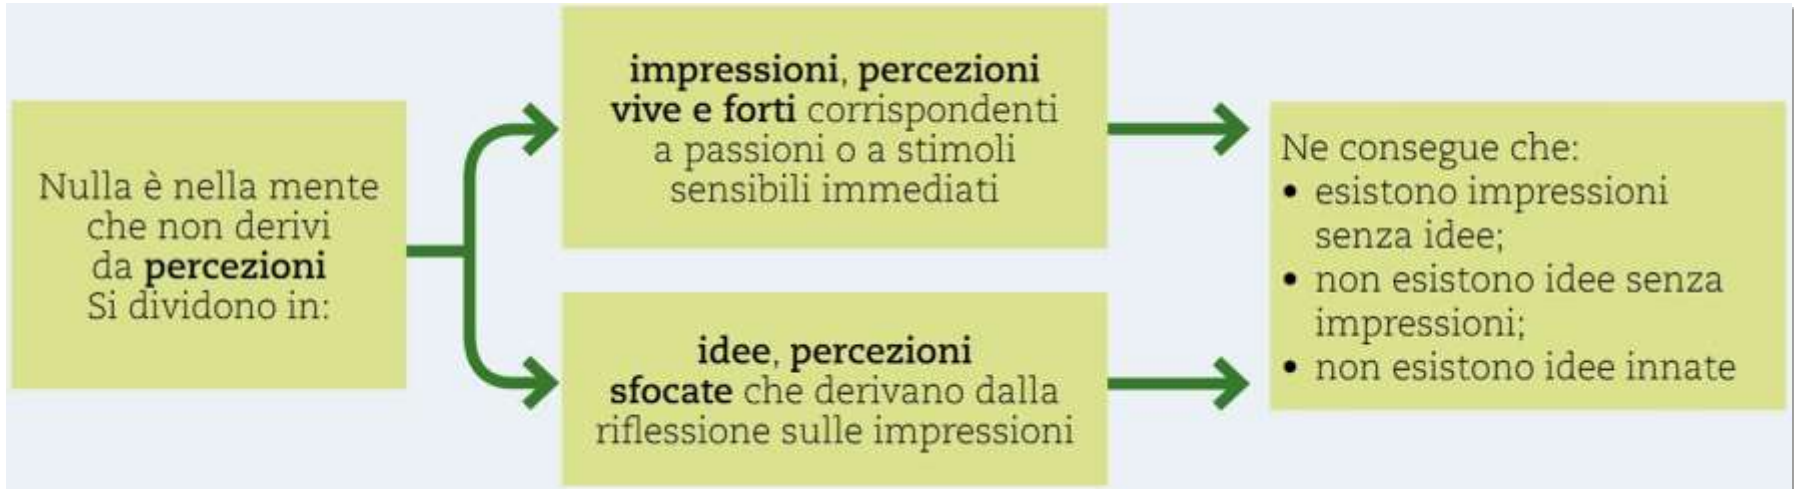 Nulla è nella mente
che non derivi
da percezioni
Si dividono in:
impressioni, percezioni
vive e forti corrispondenti
a passioni o a stimoli
sensibili immediati
idee, percezioni
sfocate che derivano dalla
riflessione sulle impressioni
Ne consegue che:
• esistono impressioni
senza idee;
• non esistono idee senza
impressioni;
• non esistono idee innate